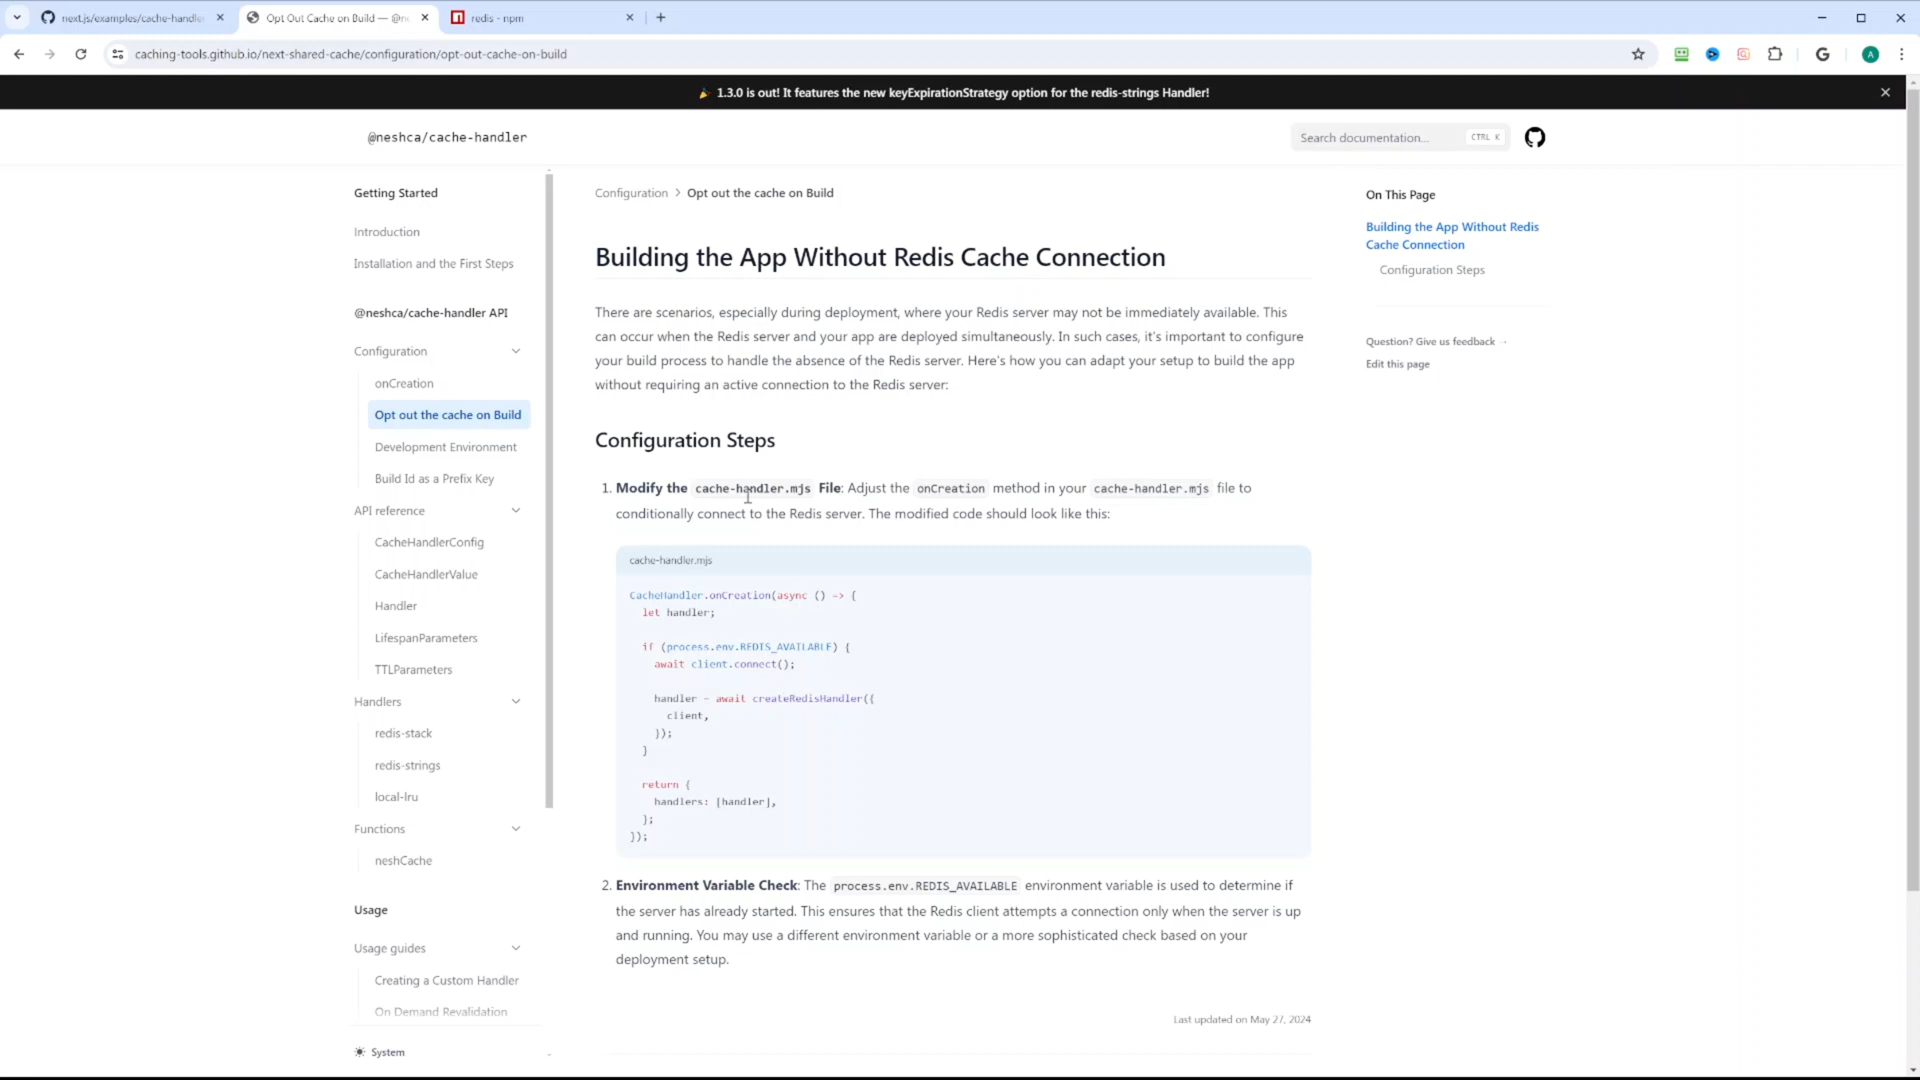 next.js/examples/cache-handler
Opt Out Cache on Build — @ne
redis - npm
caching-tools.github.io/next-shared-cache/configuration/opt-out-cache-on-build
A
🎉 1.3.0 is out! It features the new keyExpirationStrategy option for the redis-strings Handler!
@neshca/cache-handler
Search documentation...
CTRL K
Getting Started
Introduction
Installation and the First Steps
@neshca/cache-handler API
Configuration
onCreation
Opt out the cache on Build
Development Environment
Build Id as a Prefix Key
API reference
CacheHandlerConfig
CacheHandlerValue
Handler
LifespanParameters
TTLParameters
Handlers
redis-stack
redis-strings
local-lru
Functions
neshCache
Usage
Usage guides
Creating a Custom Handler
On Demand Revalidation
System
Configuration > Opt out the cache on Build
Building the App Without Redis Cache Connection
There are scenarios, especially during deployment, where your Redis server may not be immediately available. This
can occur when the Redis server and your app are deployed simultaneously. In such cases, it's important to configure
your build process to handle the absence of the Redis server. Here's how you can adapt your setup to build the app
without requiring an active connection to the Redis server:
Configuration Steps
1. Modify the cache-handler.mjs File: Adjust the onCreation method in your cache-handler.mjs file to
conditionally connect to the Redis server. The modified code should look like this:
cache-handler.mjs
CacheHandler.onCreation(async () => {
let handler;
if (process.env.REDIS_AVAILABLE) {
await client.connect();
handler = await createRedisHandler({
client,
});
}
return {
handlers: [handler],
};
});
2. Environment Variable Check: The process.env.REDIS_AVAILABLE environment variable is used to determine if
the server has already started. This ensures that the Redis client attempts a connection only when the server is up
and running. You may use a different environment variable or a more sophisticated check based on your
deployment setup.
Last updated on May 27, 2024
On This Page
Building the App Without Redis
Cache Connection
Configuration Steps
Question? Give us feedback →
Edit this page